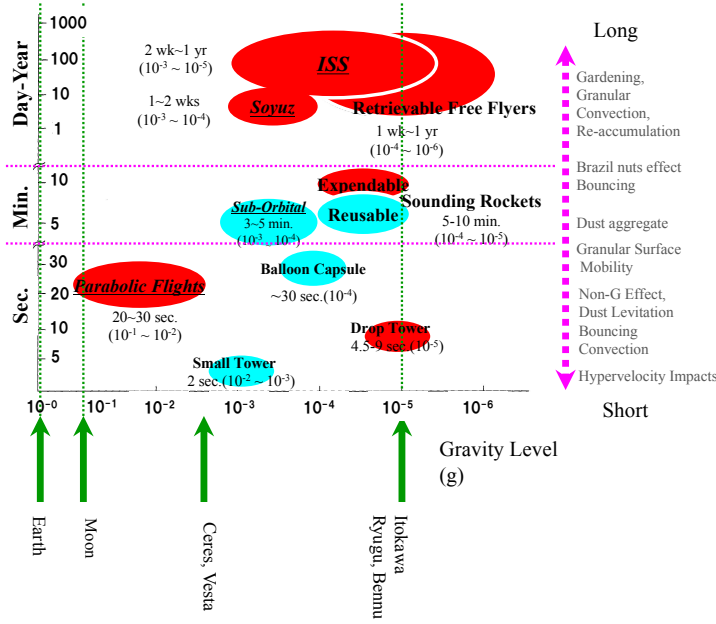 Day-Year
Min.
Sec.
1000
100
10
1
10
5
30
20
10
5
2 wk~1 yr
(10⁻³ ~ 10⁻⁵)
ISS
1~2 wks
(10⁻³ ~ 10⁻⁴)
Soyuz
Retrievable Free Flyers
1 wk~1 yr
(10⁻⁴ ~ 10⁻⁶)
Expendable
Sub-Orbital
3~5 min.
(10⁻³ ~ 10⁻⁴)
Reusable
Sounding Rockets
5-10 min.
(10⁻⁴ ~ 10⁻⁵)
Balloon Capsule
~30 sec.(10⁻⁴)
Parabolic Flights
20~30 sec.
(10⁻¹ ~ 10⁻²)
Drop Tower
4.5-9 sec.(10⁻⁵)
Small Tower
2 sec.(10⁻² ~ 10⁻³)
10⁻⁰
10⁻¹
10⁻²
10⁻³
10⁻⁴
10⁻⁵
10⁻⁶
Gravity Level
(g)
Earth
Moon
Ceres, Vesta
Itokawa
Ryugu, Bennu
Long
Gardening,
Granular
Convection,
Re-accumulation
Brazil nuts effect
Bouncing
Dust aggregate
Granular Surface
Mobility
Non-G Effect,
Dust Levitation
Bouncing
Convection
Hypervelocity Impacts
Short